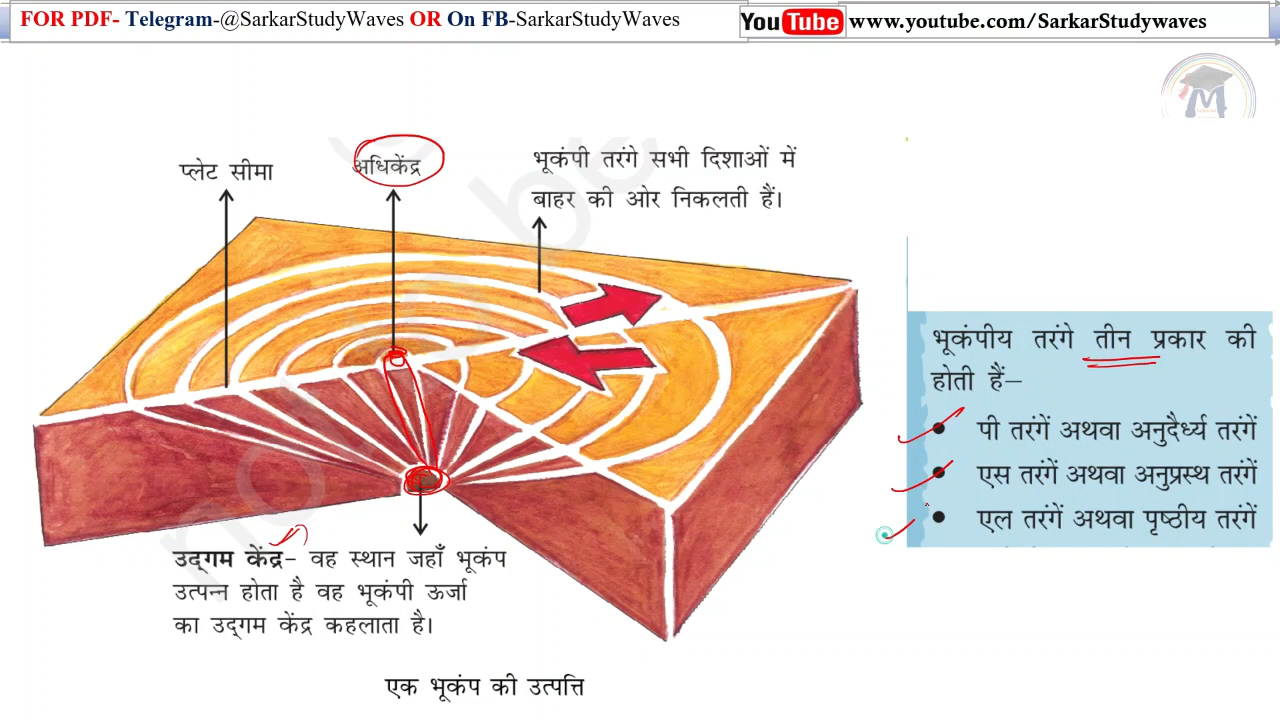 FOR PDF- Telegram-@SarkarStudyWaves OR On FB-SarkarStudyWaves
YouTube www.youtube.com/SarkarStudywaves
प्लेट सीमा
अधिकेंद्र
भूकंपी तरंगे सभी दिशाओं में
बाहर की ओर निकलती हैं।
भूकंपीय तरंगे तीन प्रकार की
होती हैं–
• पी तरंगें अथवा अनुदैर्ध्य तरंगें
• एस तरंगें अथवा अनुप्रस्थ तरंगें
• एल तरंगें अथवा पृष्ठीय तरंगें
उद्गम केंद्र– वह स्थान जहाँ भूकंप
उत्पन्न होता है वह भूकंपी ऊर्जा
का उद्गम केंद्र कहलाता है।
एक भूकंप की उत्पत्ति